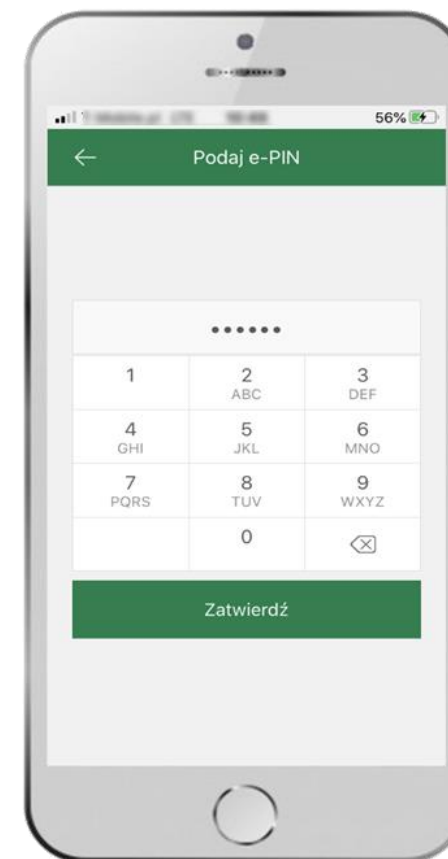 56%
Podaj e-PIN
••••••
1 2 3
ABC DEF
4 5 6
GHI JKL MNO
7 8 9
PQRS TUV WXYZ
0
Zatwierdź